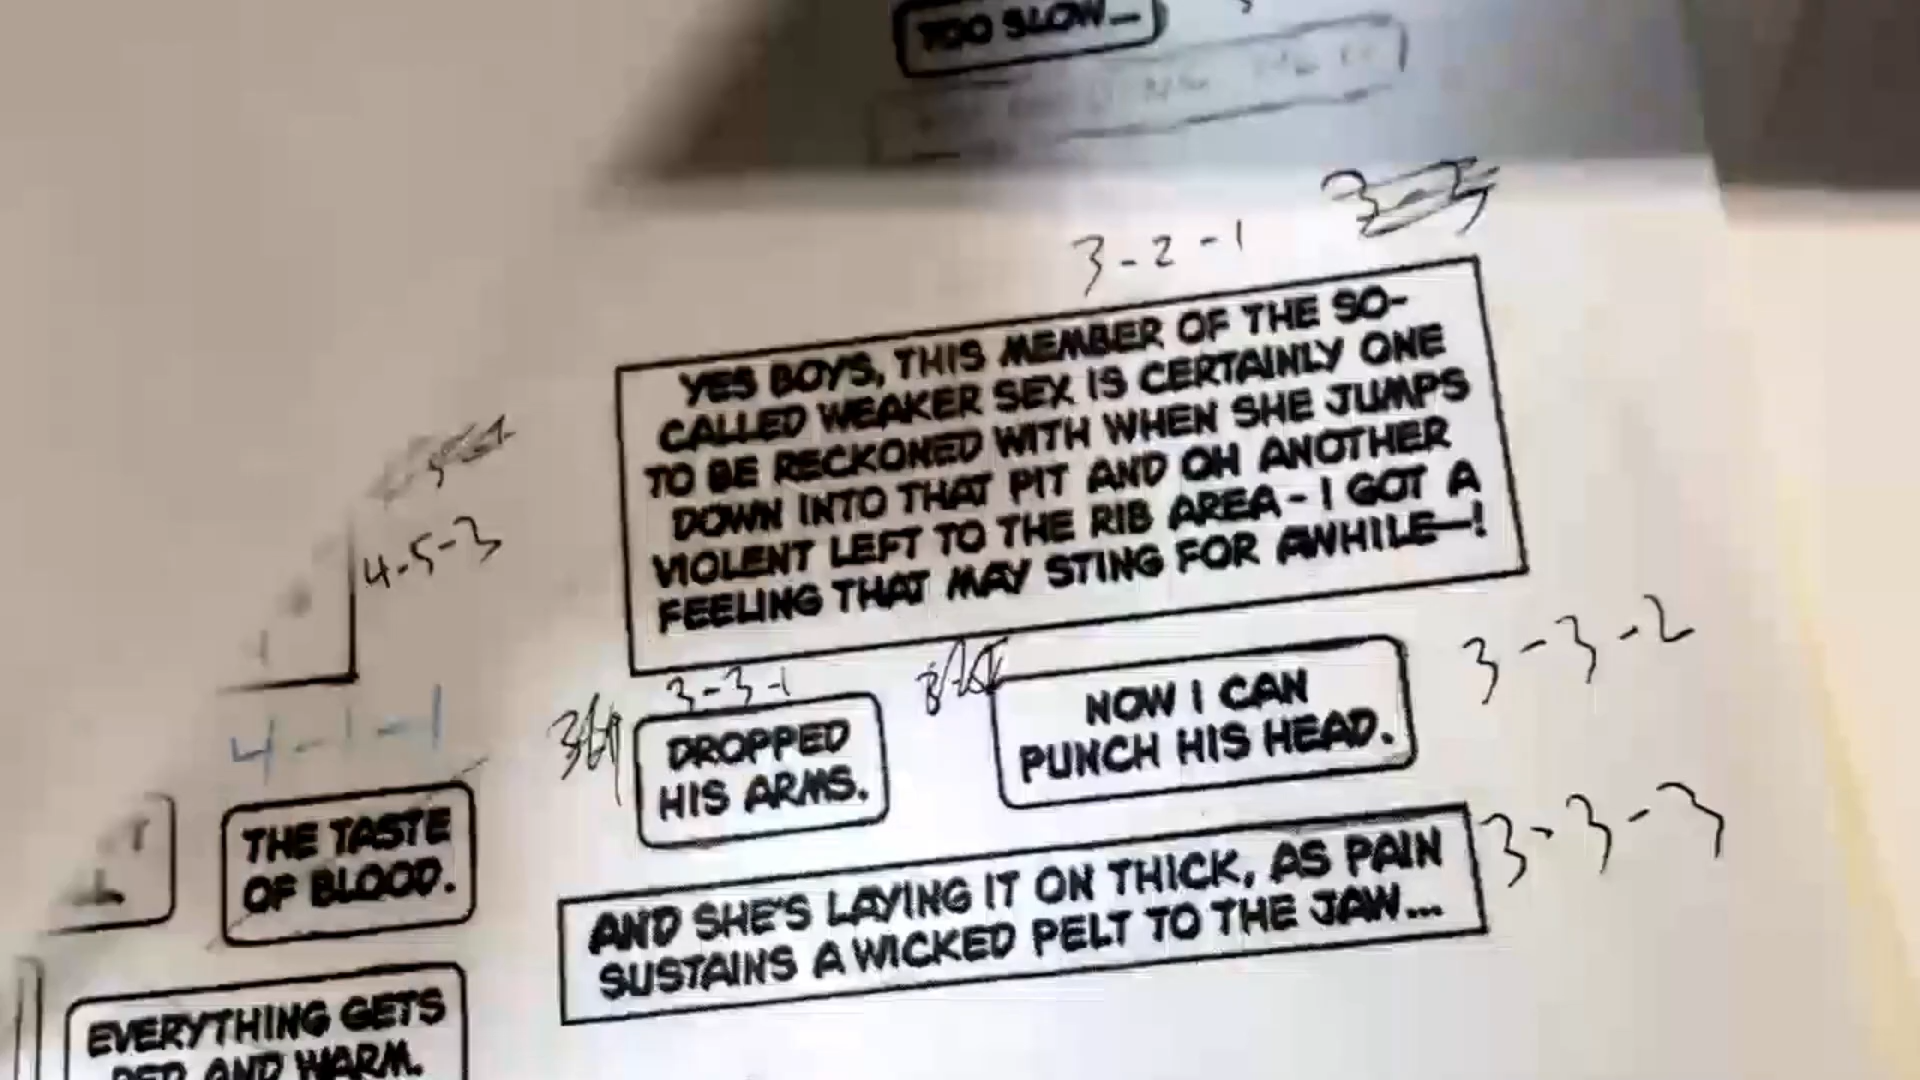 TOO SLOW—
3-2-1
YES BOYS, THIS MEMBER OF THE SO-
CALLED WEAKER SEX IS CERTAINLY ONE
TO BE RECKONED WITH WHEN SHE JUMPS
DOWN INTO THAT PIT AND OH ANOTHER
VIOLENT LEFT TO THE RIB AREA - I GOT A
FEELING THAT MAY STING FOR AWHILE—!
4-5-3
3-3-1
DROPPED
HIS ARMS.
NOW I CAN
PUNCH HIS HEAD.
3-3-2
4-1-1
THE TASTE
OF BLOOD.
AND SHE'S LAYING IT ON THICK, AS PAIN
SUSTAINS A WICKED PELT TO THE JAW...
3-3-3
EVERYTHING GETS
RED AND WARM.